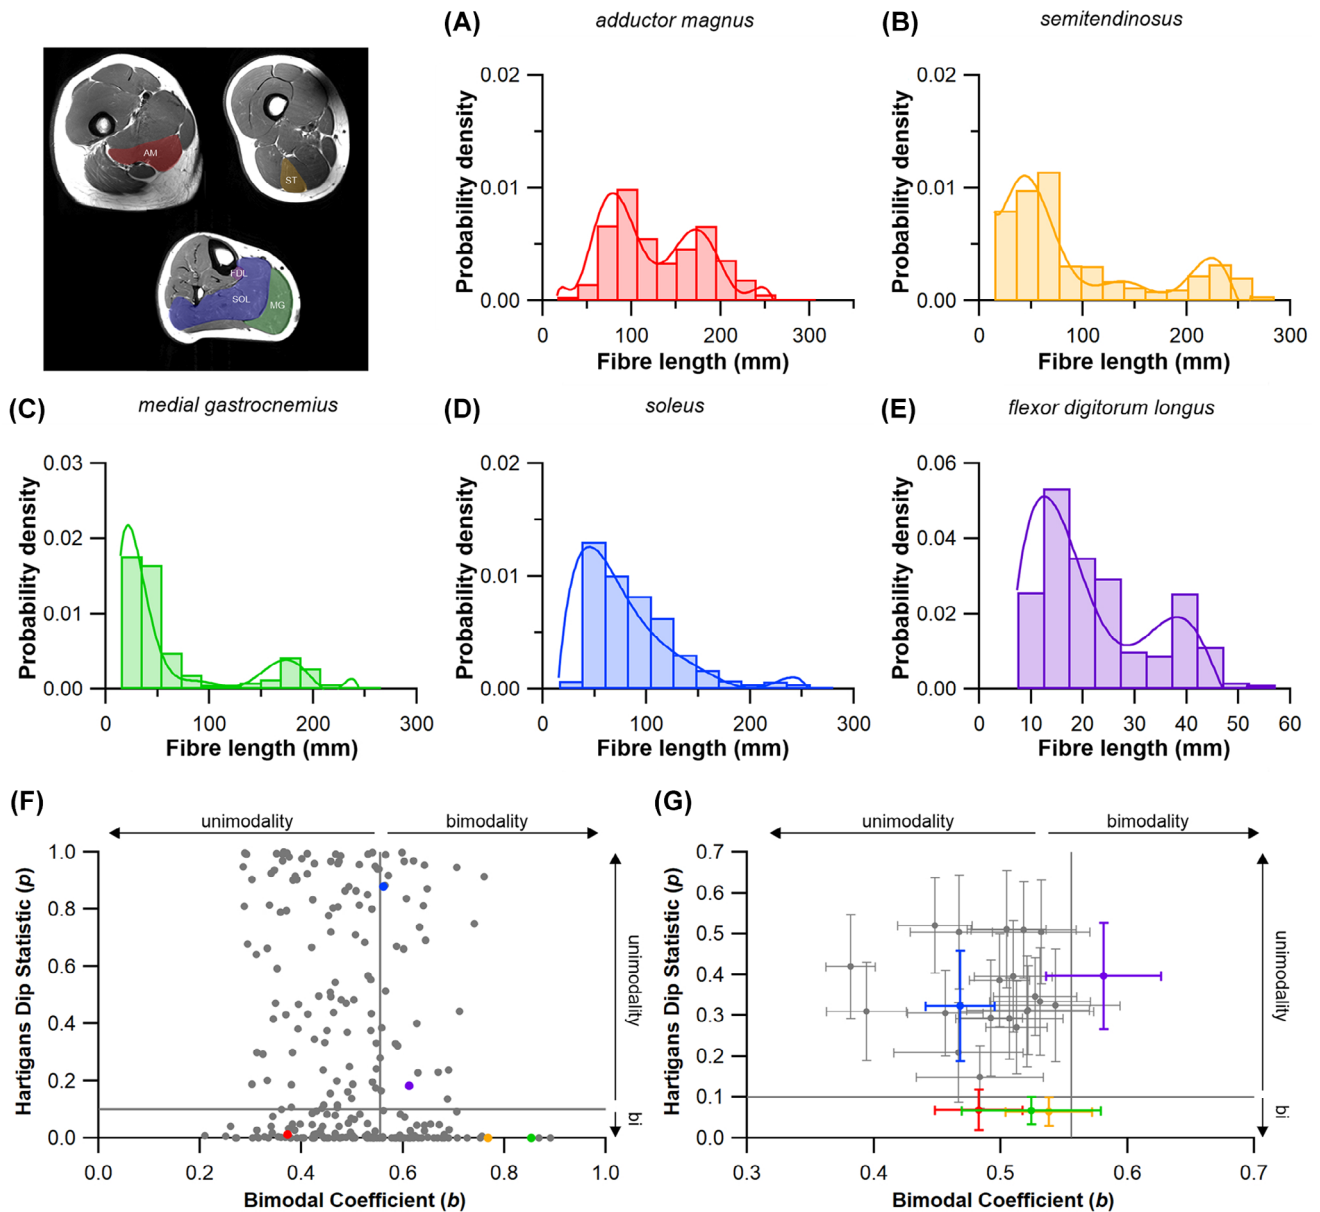 (A)
adductor magnus
(B)
semitendinosus
AM
ST
FDL
SOL
MG
Probability density
0.02
0.01
0.00
0
100
200
300
Fibre length (mm)
Probability density
0.02
0.01
0.00
0
100
200
300
Fibre length (mm)
(C)
medial gastrocnemius
(D)
soleus
(E)
flexor digitorum longus
Probability density
0.03
0.02
0.01
0.00
0
100
200
300
Fibre length (mm)
Probability density
0.02
0.01
0.00
0
100
200
300
Fibre length (mm)
Probability density
0.06
0.04
0.02
0.00
0
10
20
30
40
50
60
Fibre length (mm)
(F)
unimodality
bimodality
Hartigans Dip Statistic (p)
1.0
0.8
0.6
0.4
0.2
0.0
unimodality
bi
0.0
0.2
0.4
0.6
0.8
1.0
Bimodal Coefficient (b)
(G)
unimodality
bimodality
Hartigans Dip Statistic (p)
0.7
0.6
0.5
0.4
0.3
0.2
0.1
0.0
unimodality
bi
0.3
0.4
0.5
0.6
0.7
Bimodal Coefficient (b)